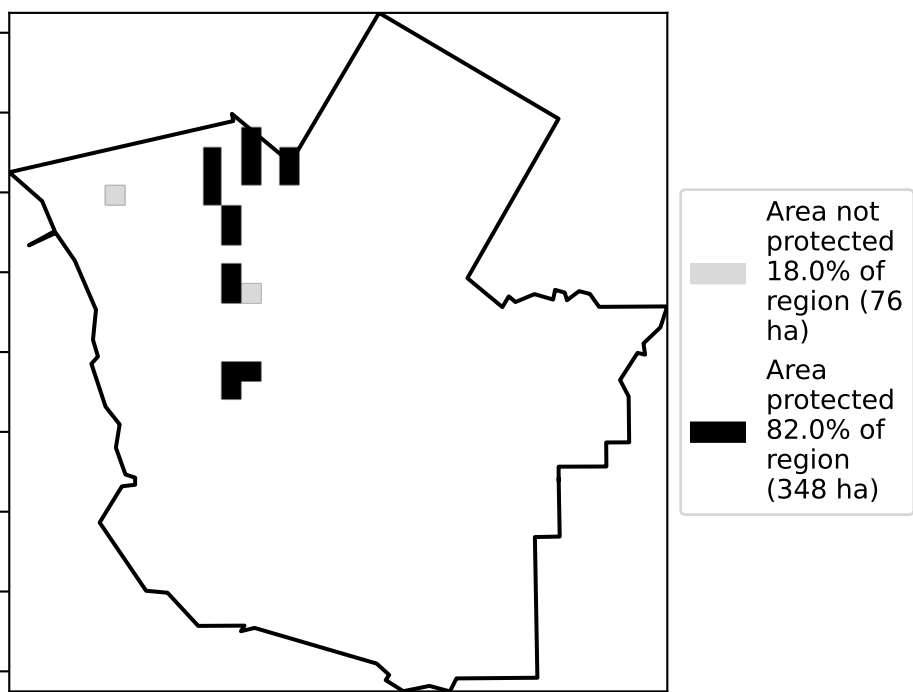 Area not
protected
18.0% of
region (76
ha)
Area
protected
82.0% of
region
(348 ha)